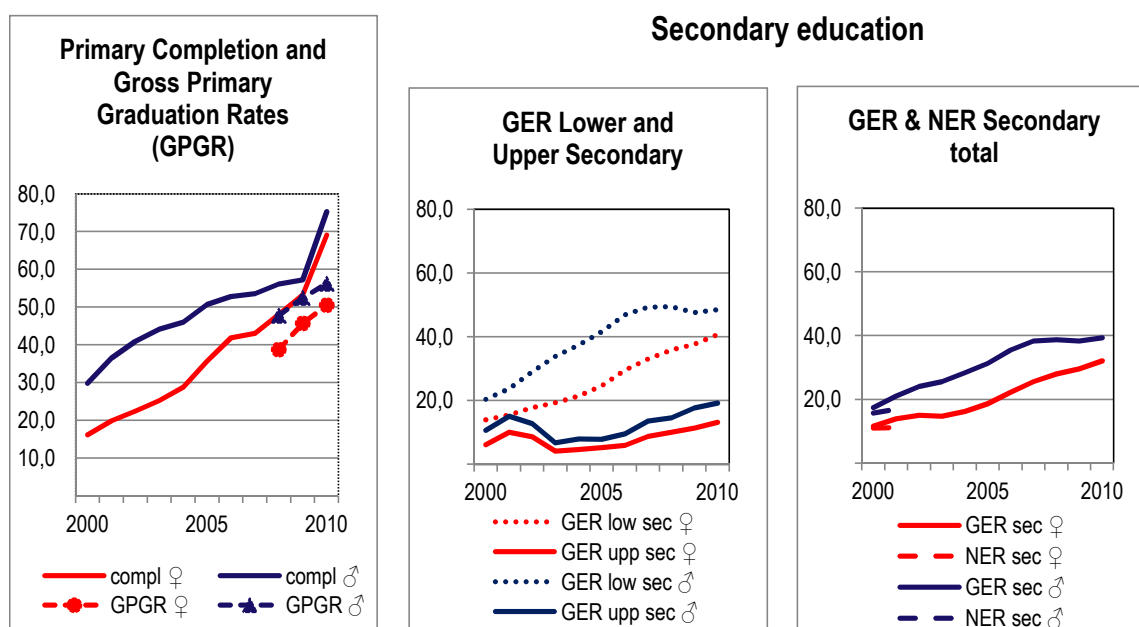 Secondary education
Primary Completion and
Gross Primary
Graduation Rates
(GPGR)
80,0
70,0
60,0
50,0
40,0
30,0
20,0
10,0
2000 2005 2010
compl ♀ compl ♂
GPGR ♀ GPGR ♂
GER Lower and
Upper Secondary
80,0
60,0
40,0
20,0
2000 2005 2010
GER low sec ♀
GER upp sec ♀
GER low sec ♂
GER upp sec ♂
GER & NER Secondary
total
80,0
60,0
40,0
20,0
2000 2005 2010
GER sec ♀
NER sec ♀
GER sec ♂
NER sec ♂